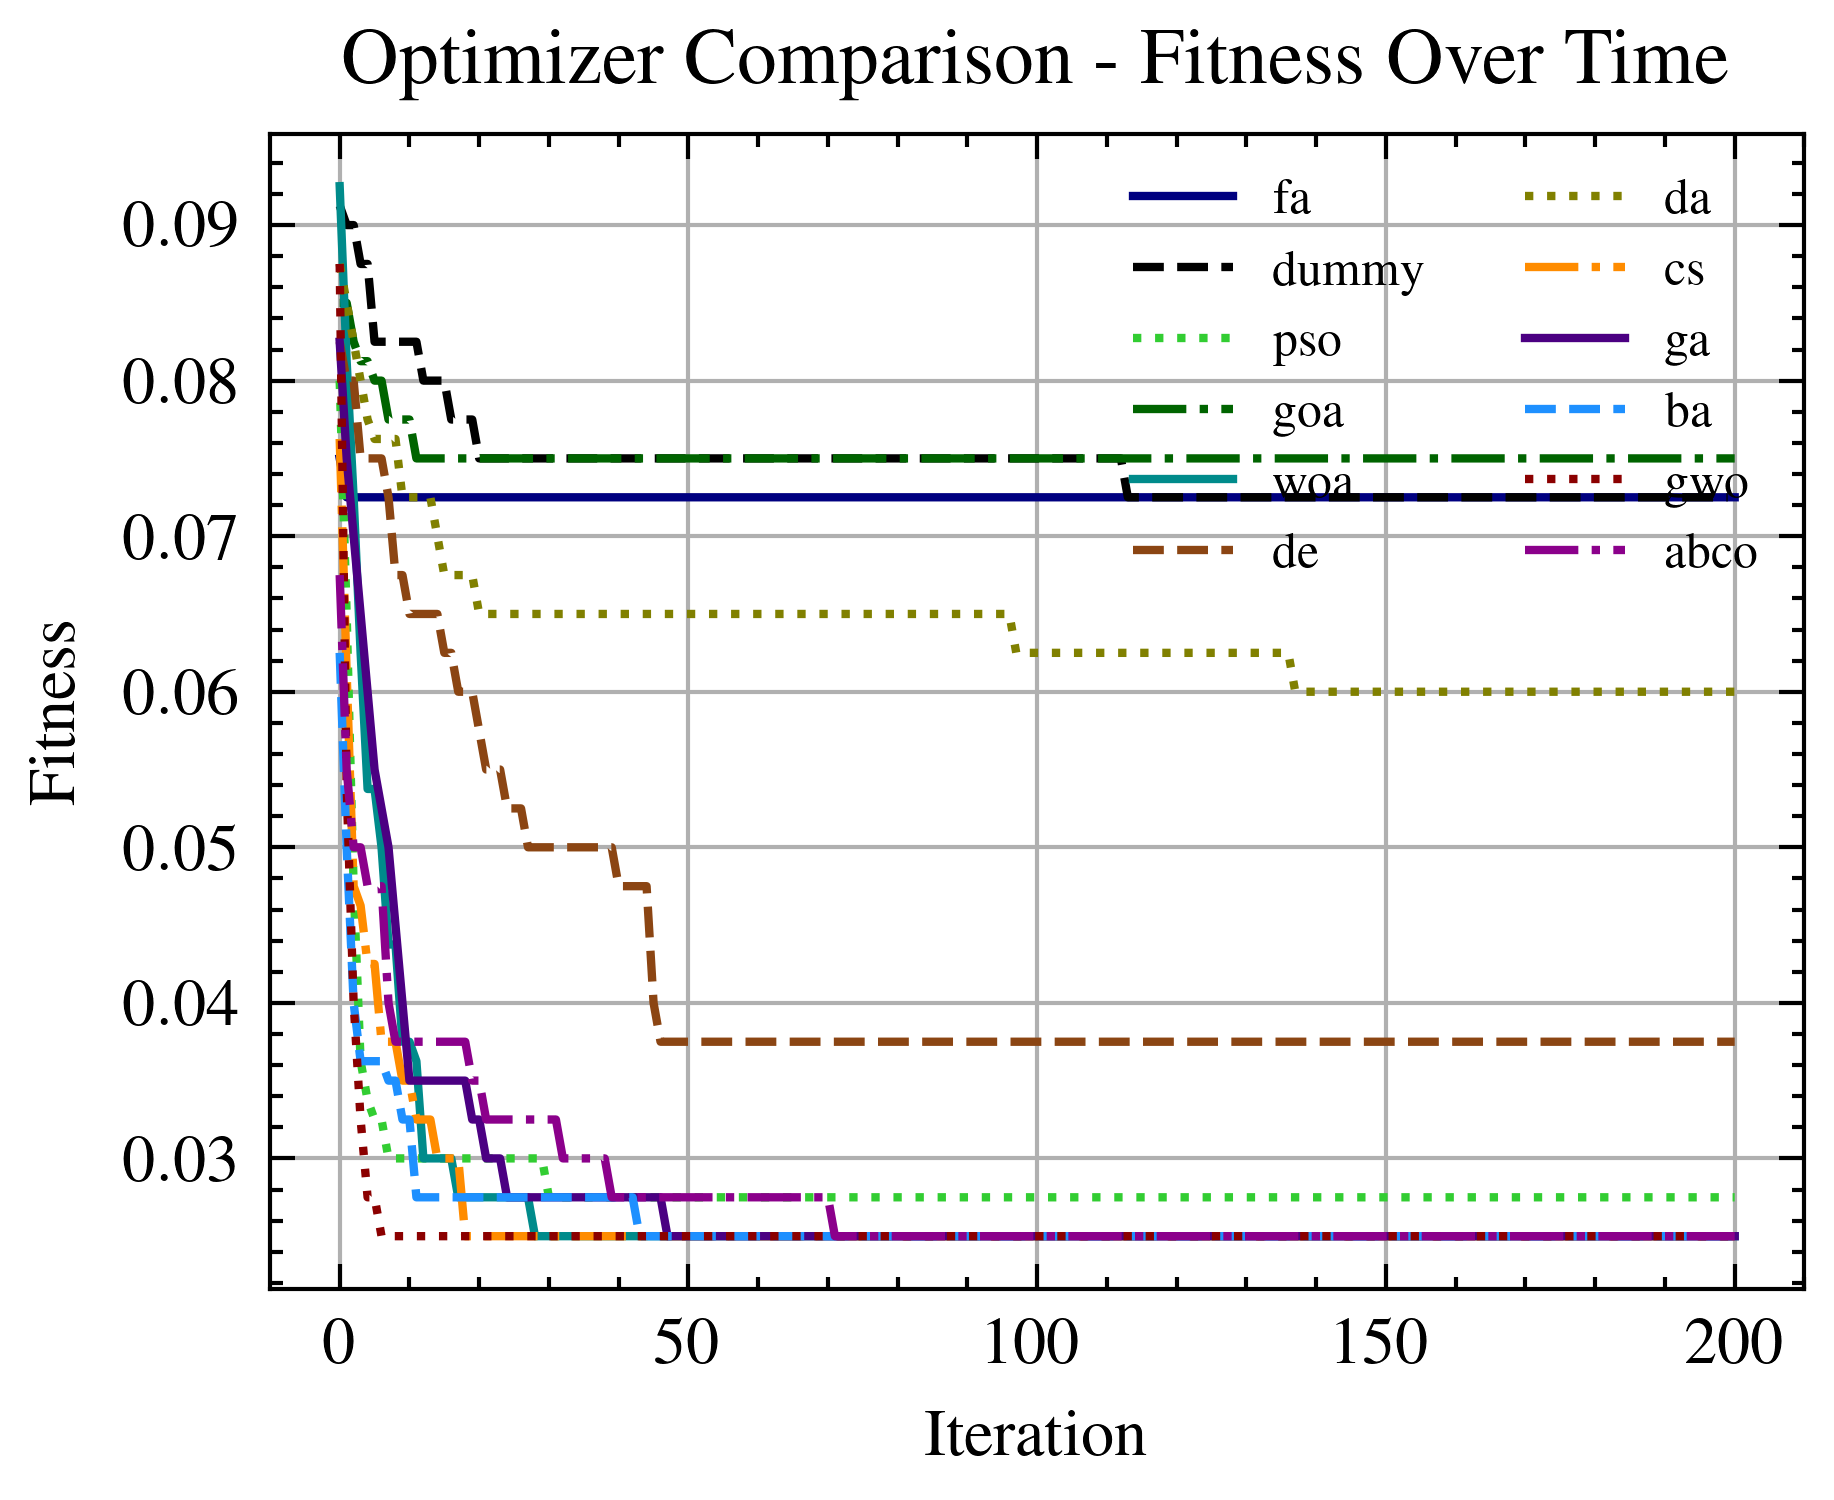 Optimizer Comparison - Fitness Over Time
0.09
0.08
0.07
0.06
0.05
0.04
0.03
Fitness
fa
dummy
pso
goa
woa
de
da
cs
ga
ba
gwo
abco
0 50 100 150 200
Iteration